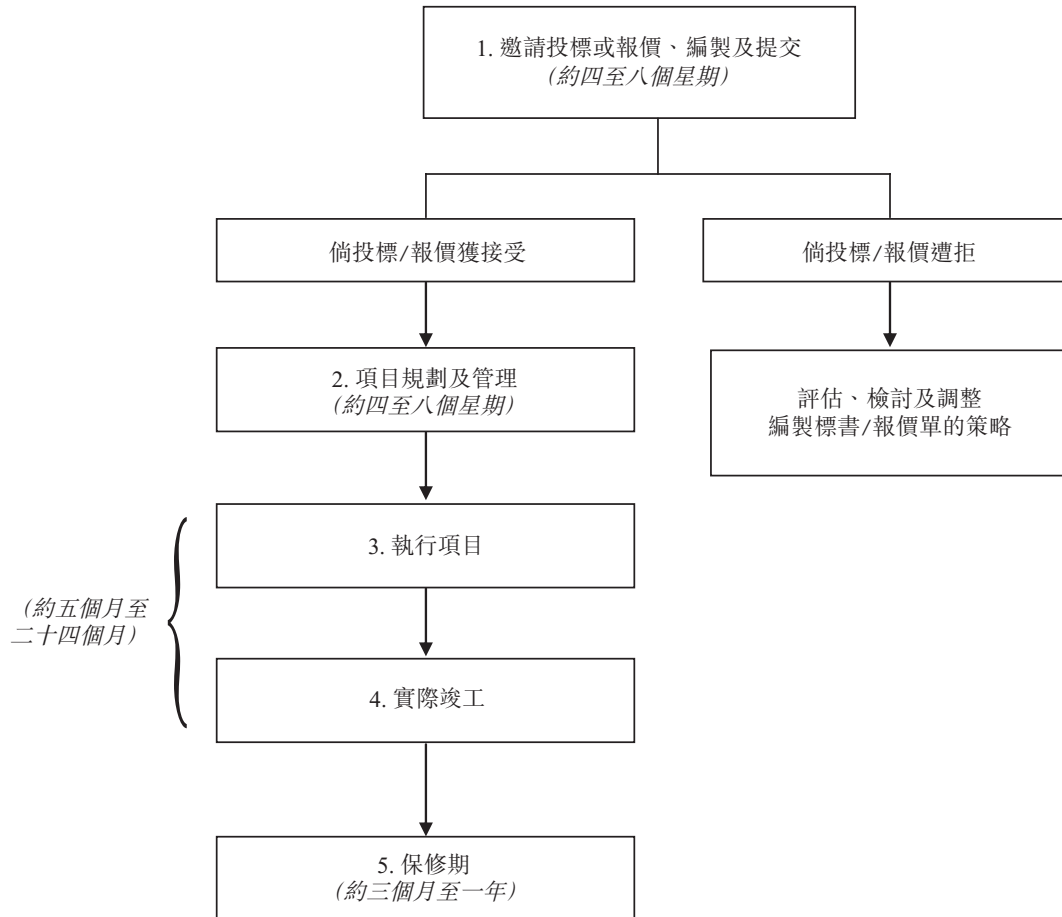 1. 邀請投標或報價、編製及提交
(約四至八個星期)
倘投標/報價獲接受
倘投標/報價遭拒
2. 項目規劃及管理
(約四至八個星期)
評估、檢討及調整
編製標書/報價單的策略
3. 執行項目
(約五個月至
二十四個月)
4. 實際竣工
5. 保修期
(約三個月至一年)